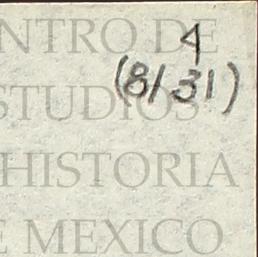 NTRO DE
4
(8/31)
STUDIOS
HISTORIA
E MEXICO